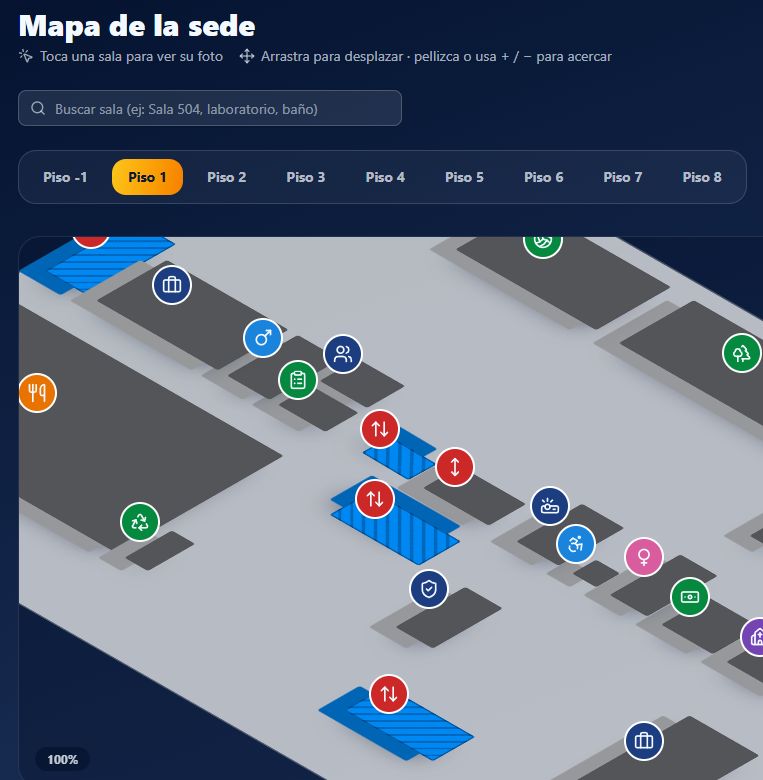 Mapa de la sede
Toca una sala para ver su foto Arrastra para desplazar · pellizca o usa + / − para acercar
Buscar sala (ej: Sala 504, laboratorio, baño)
Piso -1 Piso 1 Piso 2 Piso 3 Piso 4 Piso 5 Piso 6 Piso 7 Piso 8
100%